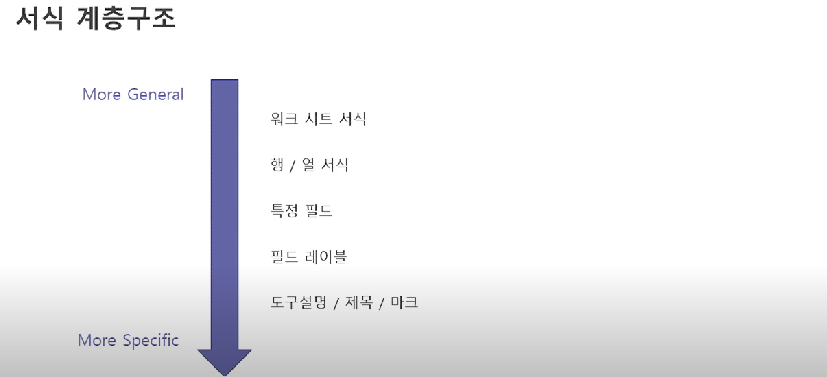 서식 계층구조
More General
워크 시트 서식
행 / 열 서식
특정 필드
필드 레이블
도구설명 / 제목 / 마크
More Specific